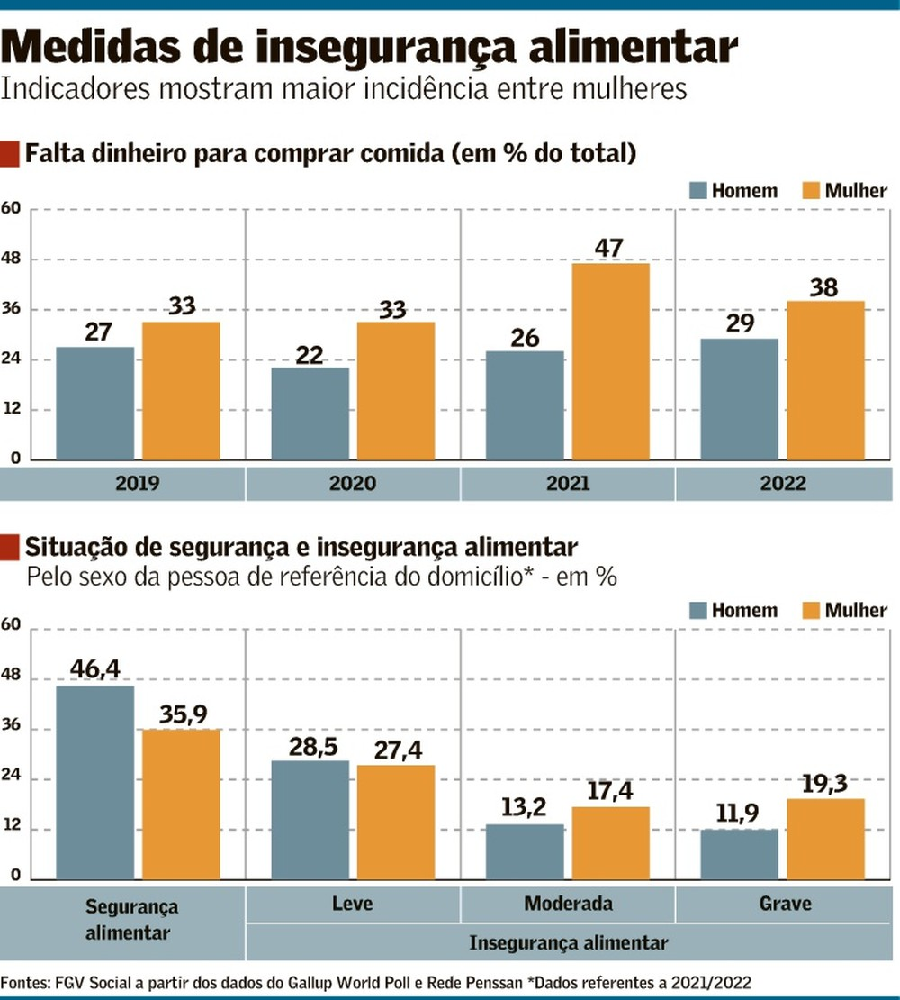 Medidas de insegurança alimentar
Indicadores mostram maior incidência entre mulheres
Falta dinheiro para comprar comida (em % do total)
Homem Mulher
60
48
36
24
12
0
27 33 22 33 26 47 29 38
2019 2020 2021 2022
Situação de segurança e insegurança alimentar
Pelo sexo da pessoa de referência do domicílio* - em %
Homem Mulher
60
48
36
24
12
0
46,4 35,9 28,5 27,4 13,2 17,4 11,9 19,3
Segurança
alimentar
Leve Moderada Grave
Insegurança alimentar
Fontes: FGV Social a partir dos dados do Gallup World Poll e Rede Penssan *Dados referentes a 2021/2022